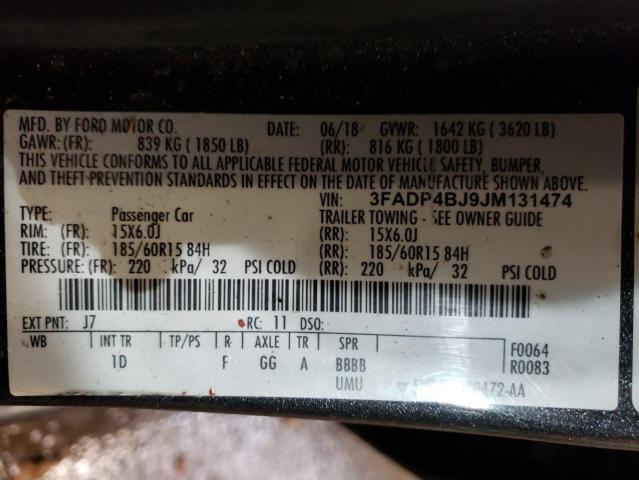 MFD. BY FORD MOTOR CO. DATE: 06/18 GVWR: 1642 KG ( 3620 LB)
GAWR: (FR): 839 KG ( 1850 LB) (RR): 816 KG ( 1800 LB)
THIS VEHICLE CONFORMS TO ALL APPLICABLE FEDERAL MOTOR VEHICLE SAFETY, BUMPER,
AND THEFT-PREVENTION STANDARDS IN EFFECT ON THE DATE OF MANUFACTURE SHOWN ABOVE.
VIN: 3FADP4BJ9JM131474
TYPE: Passenger Car TRAILER TOWING - SEE OWNER GUIDE
RIM: (FR): 15X6.0J (RR): 15X6.0J
TIRE: (FR): 185/60R15 84H (RR): 185/60R15 84H
PRESSURE: (FR): 220 kPa/ 32 PSI COLD (RR): 220 kPa/ 32 PSI COLD
EXT PNT: J7 RC: 11 DSO:
WB INT TR TP/PS R AXLE TR SPR F0064
1D F GG A BBBB R0083
UMU 472-AA